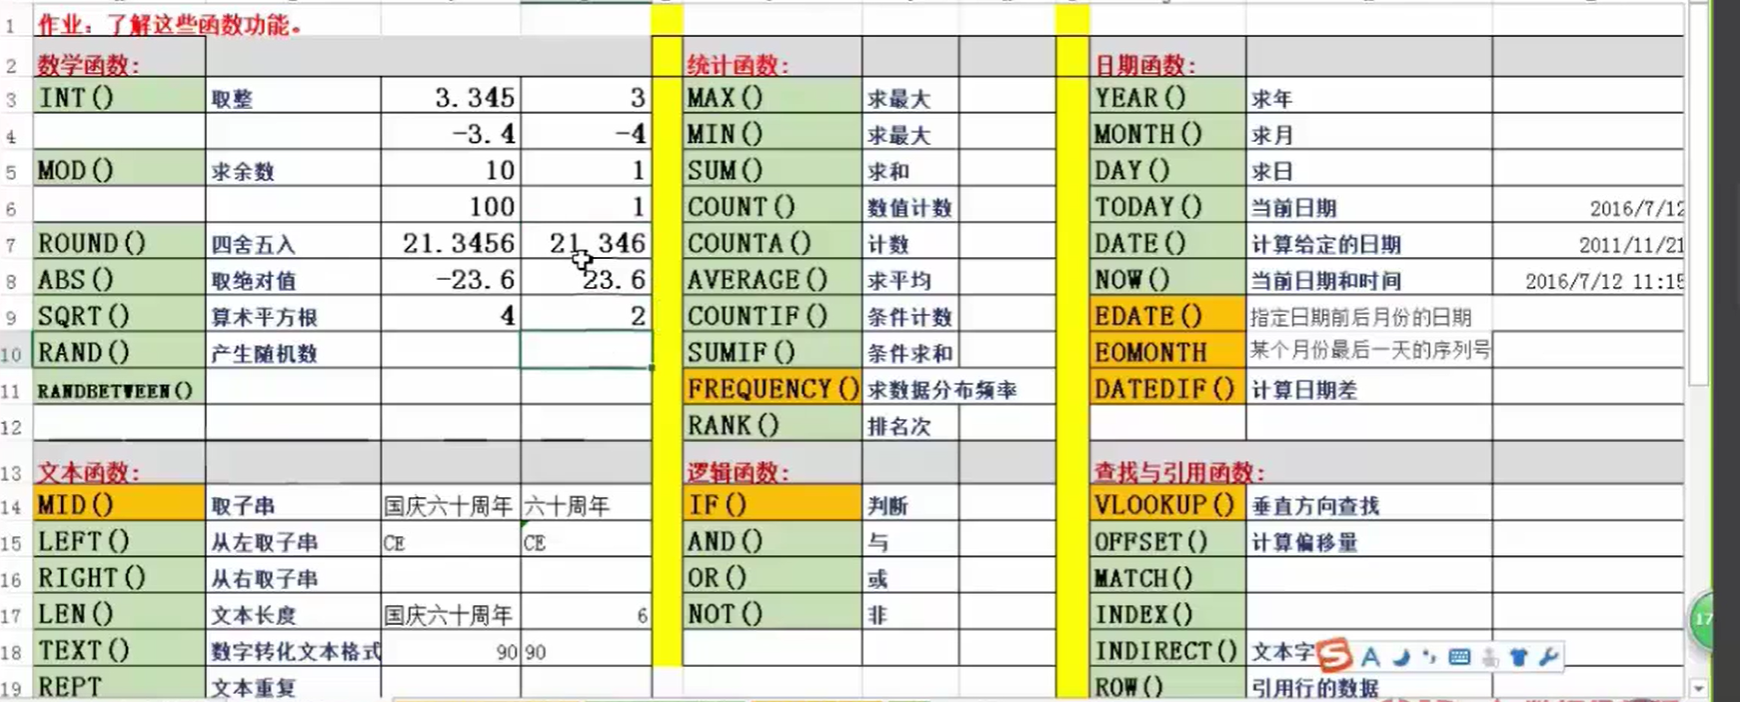 1 作业：了解这些函数功能。
2 数学函数: 统计函数: 日期函数:
3 INT() 取整 3.345 3 MAX() 求最大 YEAR() 求年
4 -3.4 -4 MIN() 求最大 MONTH() 求月
5 MOD() 求余数 10 1 SUM() 求和 DAY() 求日
6 100 1 COUNT() 数值计数 TODAY() 当前日期 2016/7/12
7 ROUND() 四舍五入 21.3456 21.346 COUNTA() 计数 DATE() 计算给定的日期 2011/11/21
8 ABS() 取绝对值 -23.6 23.6 AVERAGE() 求平均 NOW() 当前日期和时间 2016/7/12 11:15
9 SQRT() 算术平方根 4 2 COUNTIF() 条件计数 EDATE() 指定日期前后月份的日期
10 RAND() 产生随机数 SUMIF() 条件求和 EOMONTH 某个月份最后一天的序列号
11 RANDBETWEEN() FREQUENCY() 求数据分布频率 DATEDIF() 计算日期差
12 RANK() 排名次
13 文本函数: 逻辑函数: 查找与引用函数:
14 MID() 取子串 国庆六十周年 六十周年 IF() 判断 VLOOKUP() 垂直方向查找
15 LEFT() 从左取子串 CE CE AND() 与 OFFSET() 计算偏移量
16 RIGHT() 从右取子串 OR() 或 MATCH()
17 LEN() 文本长度 国庆六十周年 6 NOT() 非 INDEX() 17
18 TEXT() 数字转化文本格式 90 90 INDIRECT() 文本字 S A
19 REPT 文本重复 ROW() 引用行的数据